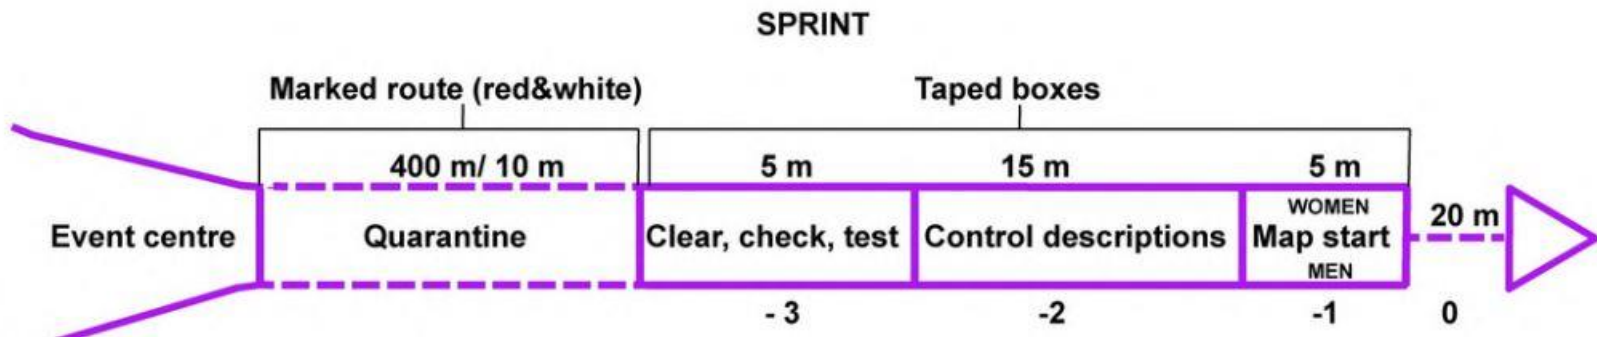 SPRINT
Marked route (red&white)
Taped boxes
400 m/ 10 m
5 m
15 m
5 m
Event centre
Quarantine
Clear, check, test
Control descriptions
WOMEN
Map start
MEN
20 m
- 3
-2
-1
0